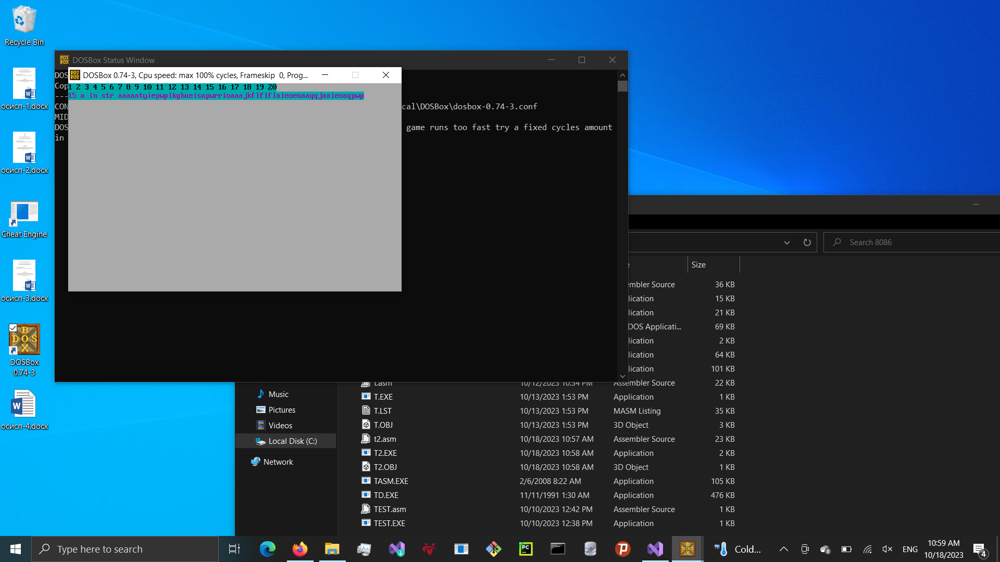 Recycle Bin
осисп-1.docx
осисп-2.docx
Cheat Engine
осисп-3.docx
DOSBox
0.74-3
осисп-4.docx
DOSBox Status Window
DOS
Cop
---
CON
cal\DOSBox\dosbox-0.74-3.conf
MID
DOS
game runs too fast try a fixed cycles amount
in
DOSBox 0.74-3, Cpu speed: max 100% cycles, Frameskip 0, Prog...
1 2 3 4 5 6 7 8 9 10 11 12 13 14 15 16 17 18 19 20
15 a in str aaaaatyiepwplkghueisapwrrioaaajkflflflaieoeoaaqqjaaieoaqpwp
Search 8086
e
Size
embler Source 36 KB
lication 15 KB
lication 21 KB
DOS Applicati... 69 KB
lication 2 KB
lication 64 KB
lication 101 KB
t.asm 10/12/2023 10:34 PM Assembler Source 22 KB
T.EXE 10/13/2023 1:53 PM Application 1 KB
T.LST 10/13/2023 1:53 PM MASM Listing 35 KB
T.OBJ 10/13/2023 1:53 PM 3D Object 3 KB
t2.asm 10/18/2023 10:57 AM Assembler Source 23 KB
T2.EXE 10/18/2023 10:58 AM Application 2 KB
T2.OBJ 10/18/2023 10:58 AM 3D Object 1 KB
TASM.EXE 2/6/2008 8:22 AM Application 105 KB
TD.EXE 11/11/1991 1:30 AM Application 476 KB
TEST.asm 10/10/2023 12:42 PM Assembler Source 1 KB
TEST.EXE 10/10/2023 12:38 PM Application 1 KB
Music
Pictures
Videos
Local Disk (C:)
Network
Type here to search
PC
Cold...
ENG
10:59 AM
10/18/2023
4